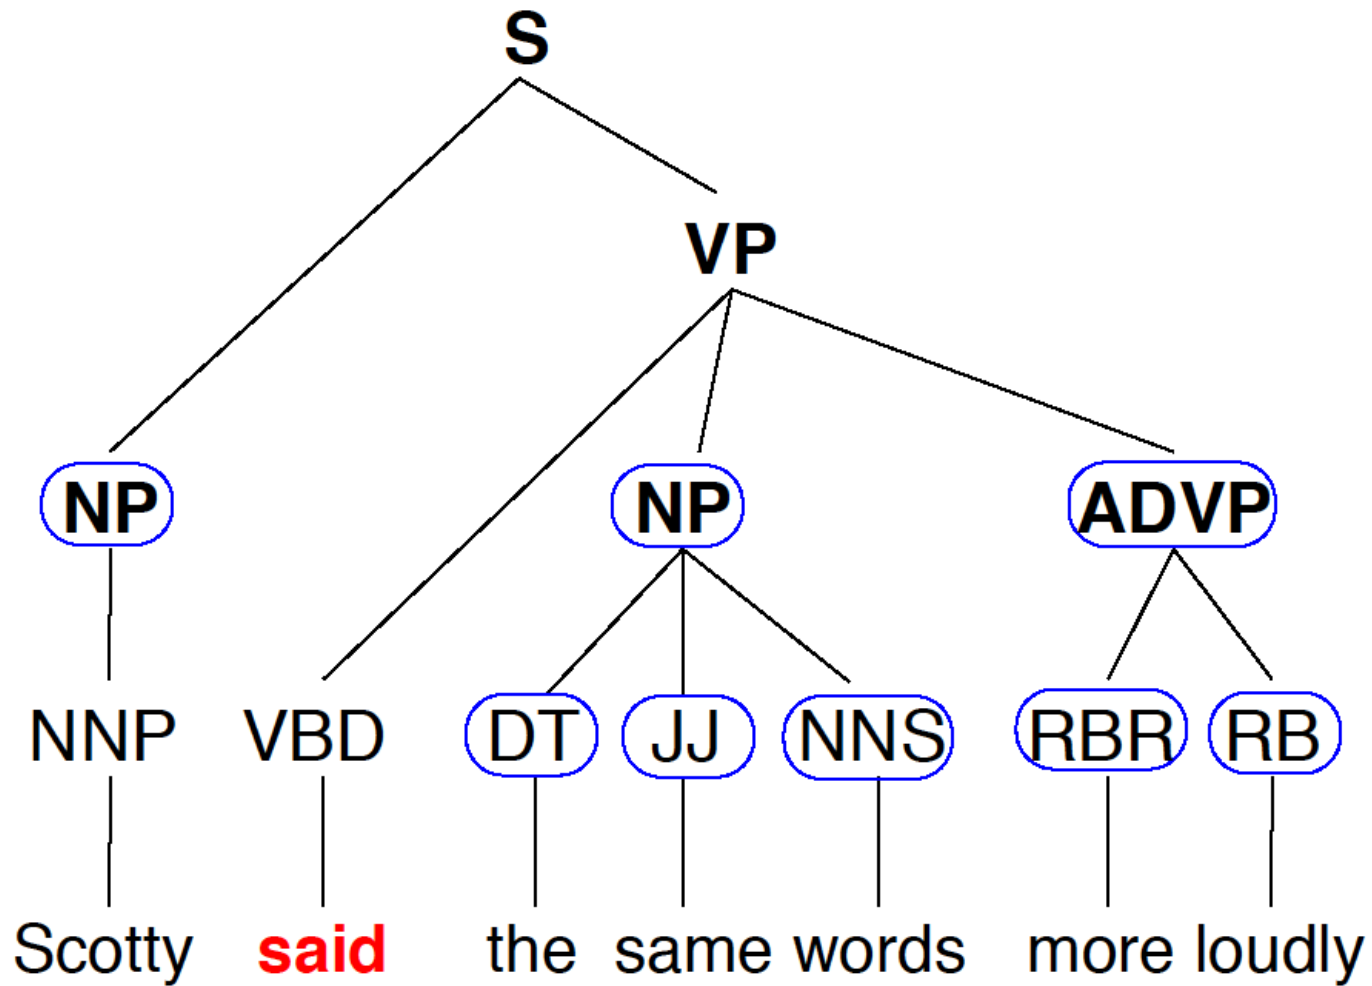 S
VP
NP NP ADVP
NNP VBD DT JJ NNS RBR RB
Scotty said the same words more loudly